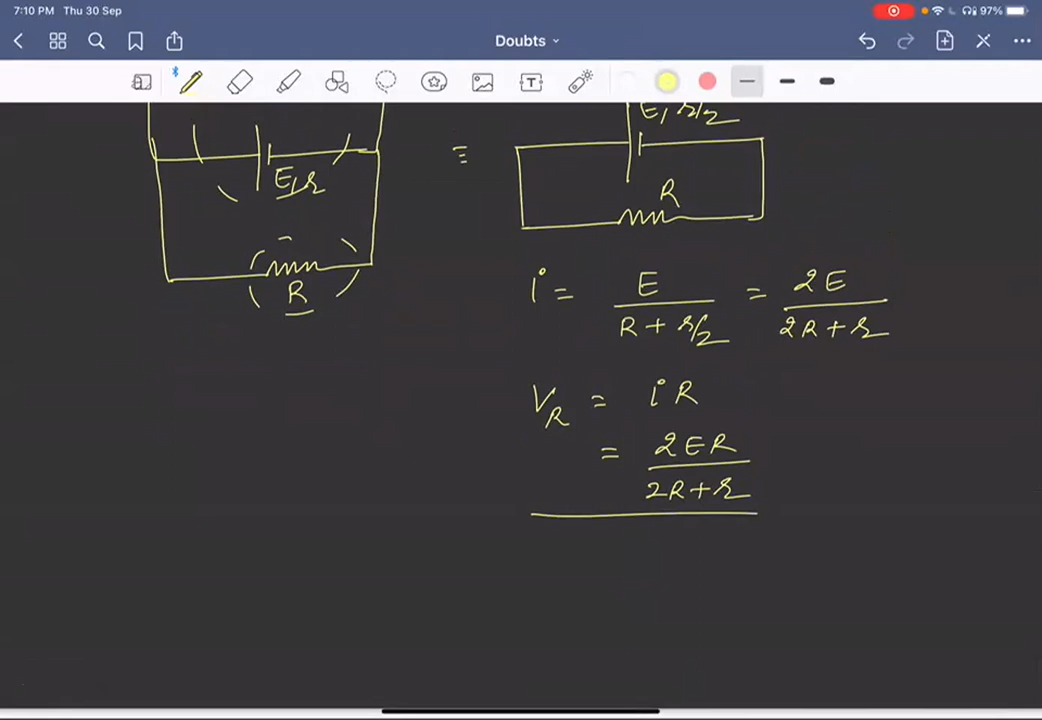 7:10 PM Thu 30 Sep
97%
Doubts
T
E, r/2
E, r
≡
R
R
i = E / (R + r/2) = 2E / (2R + r)
V_R = iR
= 2ER / (2R + r)